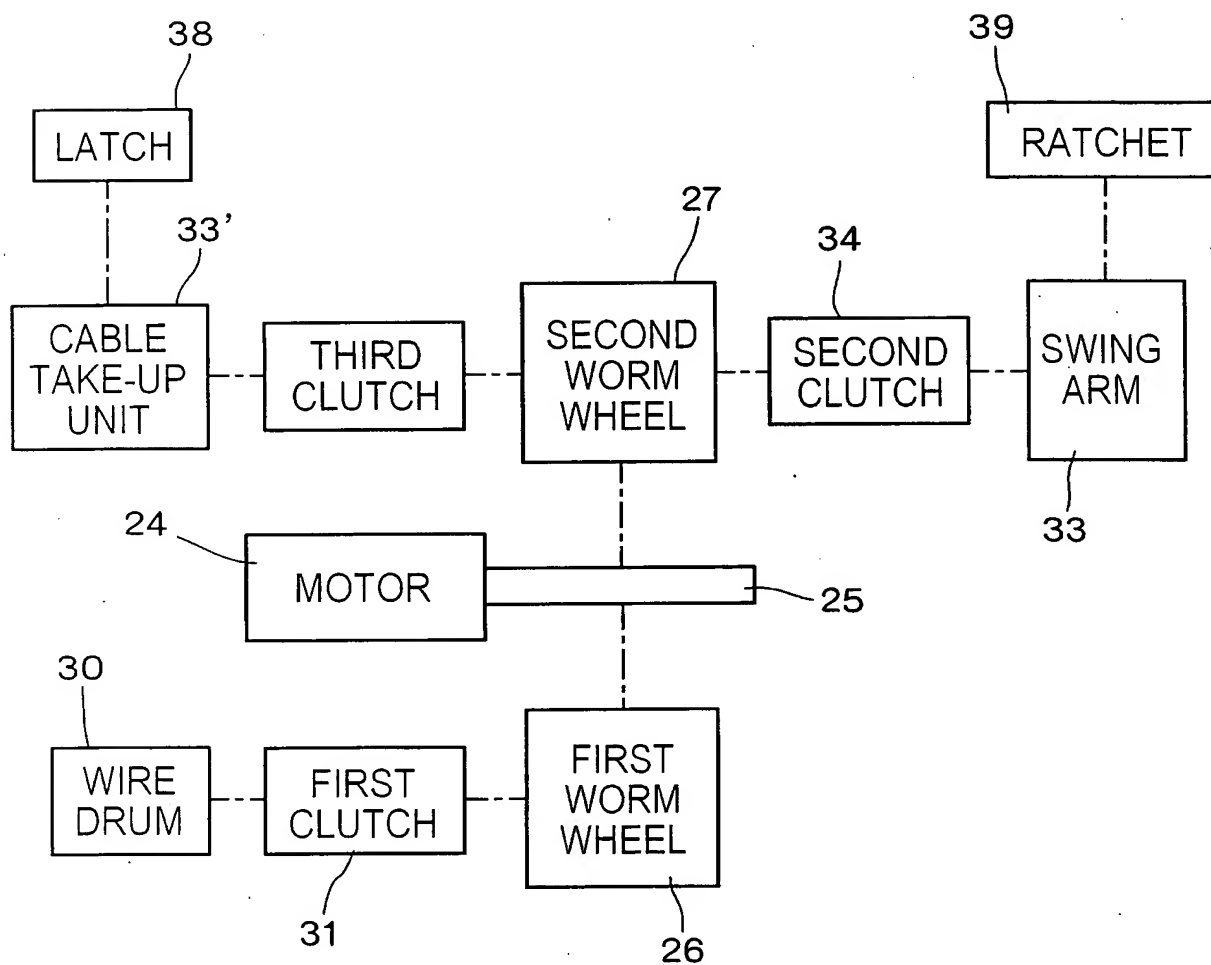 38
LATCH
39
RATCHET
33’
CABLE
TAKE-UP
UNIT
THIRD
CLUTCH
27
SECOND
WORM
WHEEL
34
SECOND
CLUTCH
SWING
ARM
33
24
MOTOR
25
30
WIRE
DRUM
FIRST
CLUTCH
31
FIRST
WORM
WHEEL
26